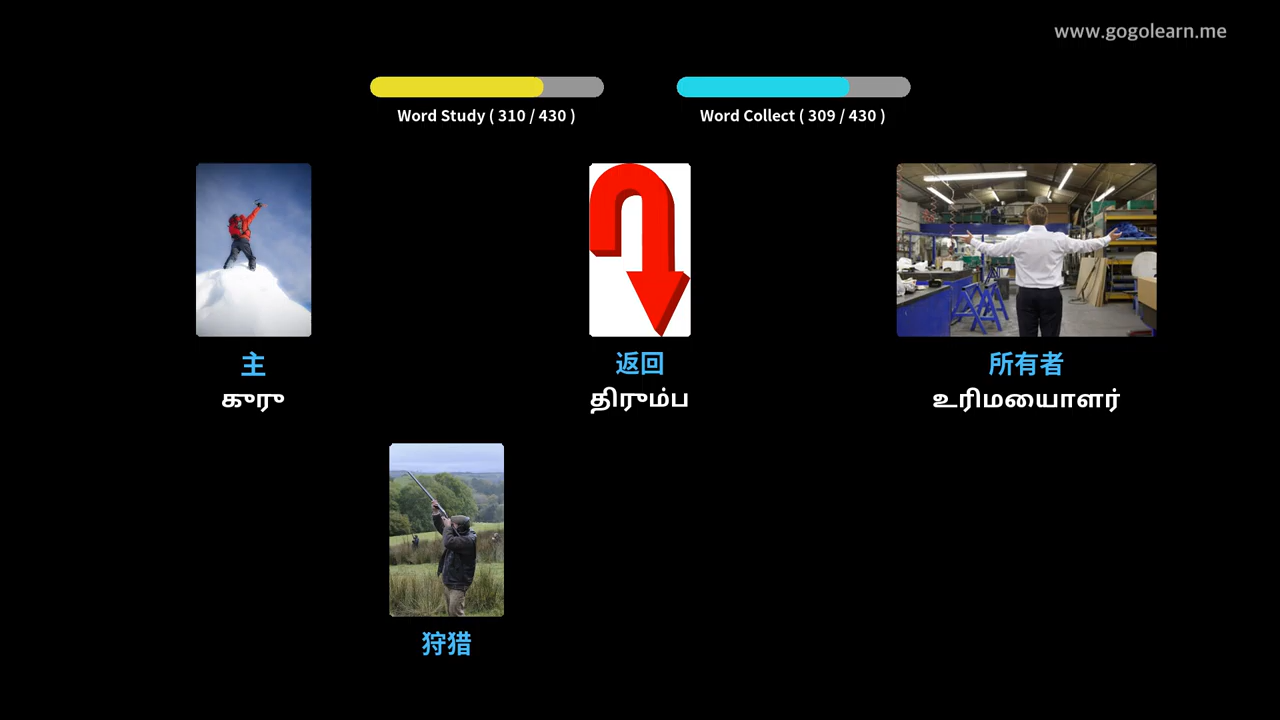 www.gogolearn.me
Word Study ( 310 / 430 )
Word Collect ( 309 / 430 )
主
返回
所有者
குரு
திரும்ப
உரிமையாளர்
狩猎